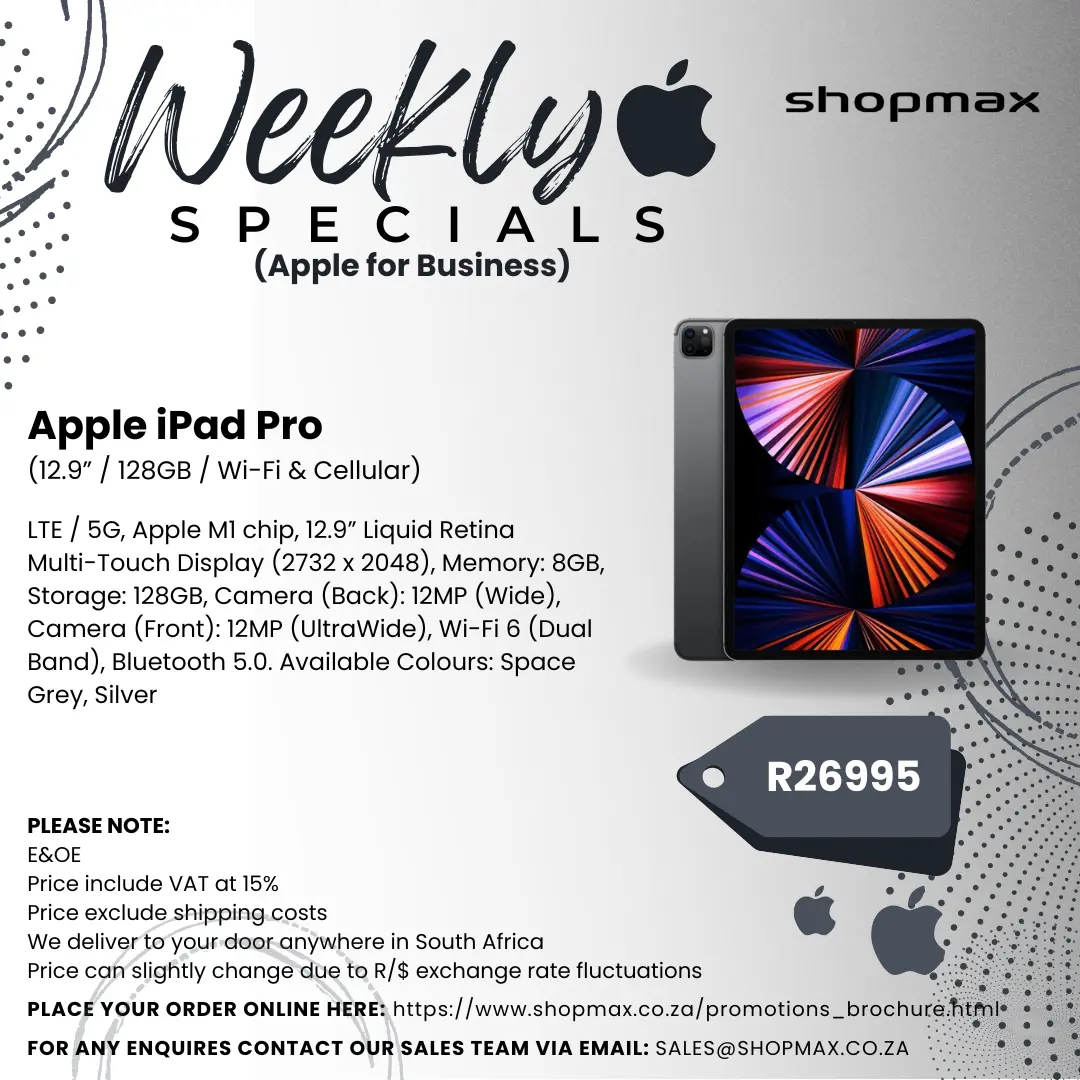 Weekly
shopmax
SPECIALS
(Apple for Business)
Apple iPad Pro
(12.9” / 128GB / Wi-Fi & Cellular)
LTE / 5G, Apple M1 chip, 12.9” Liquid Retina
Multi-Touch Display (2732 x 2048), Memory: 8GB,
Storage: 128GB, Camera (Back): 12MP (Wide),
Camera (Front): 12MP (UltraWide), Wi-Fi 6 (Dual
Band), Bluetooth 5.0. Available Colours: Space
Grey, Silver
R26995
PLEASE NOTE:
E&OE
Price include VAT at 15%
Price exclude shipping costs
We deliver to your door anywhere in South Africa
Price can slightly change due to R/$ exchange rate fluctuations
PLACE YOUR ORDER ONLINE HERE: https://www.shopmax.co.za/promotions_brochure.html
FOR ANY ENQUIRES CONTACT OUR SALES TEAM VIA EMAIL: SALES@SHOPMAX.CO.ZA